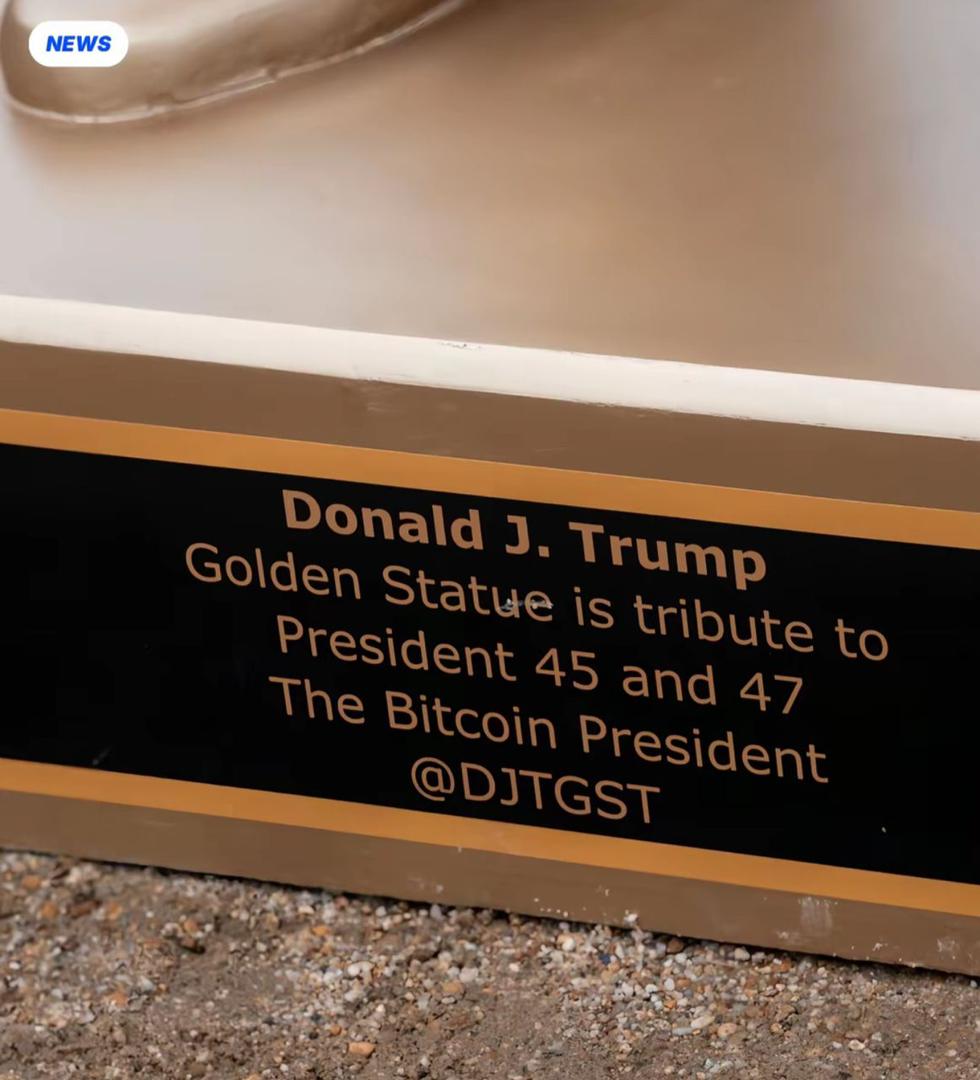 NEWS
Donald J. Trump
Golden Statue is tribute to
President 45 and 47
The Bitcoin President
@DJTGST